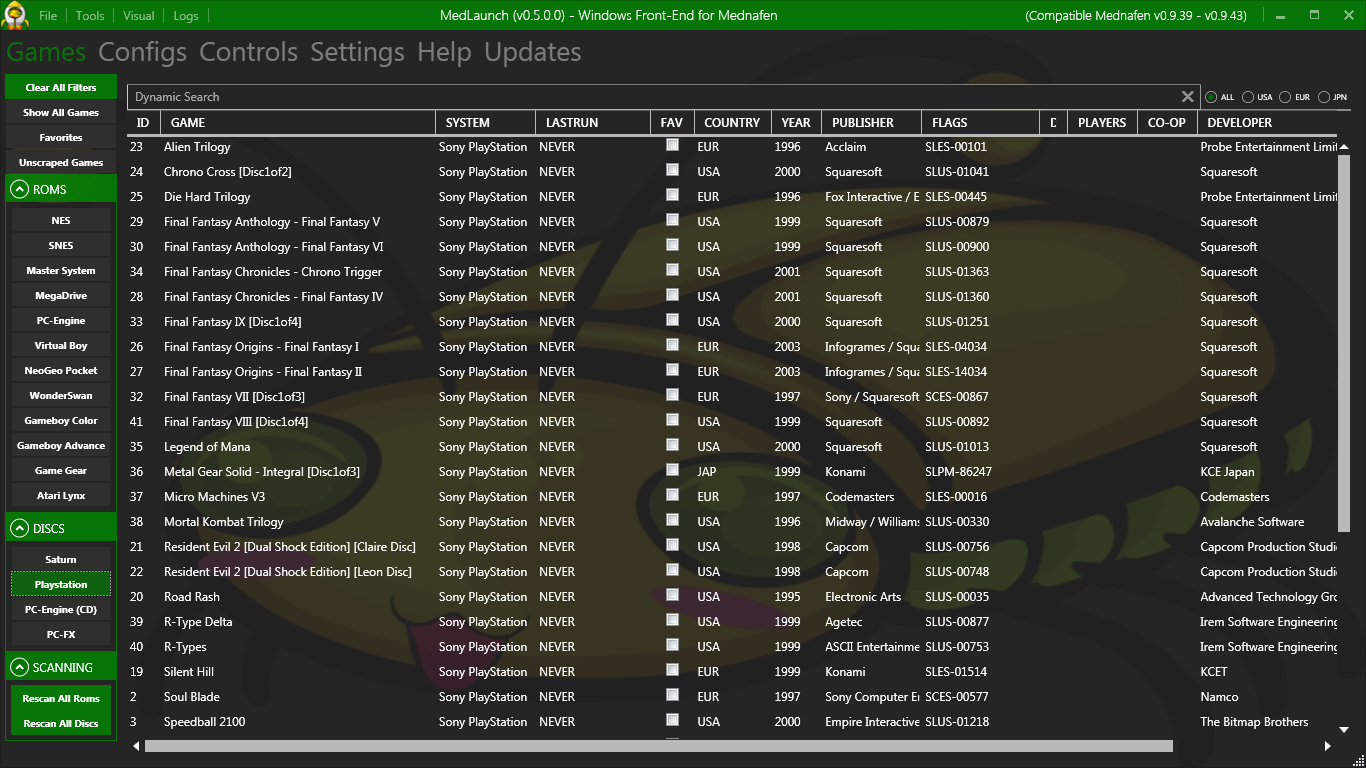 File Tools Visual Logs MedLaunch (v0.5.0.0) - Windows Front-End for Mednafen (Compatible Mednafen v0.9.39 - v0.9.43)
Games Configs Controls Settings Help Updates
Clear All Filters
Show All Games
Favorites
Unscraped Games
ROMS
NES
SNES
Master System
MegaDrive
PC-Engine
Virtual Boy
NeoGeo Pocket
WonderSwan
Gameboy Color
Gameboy Advance
Game Gear
Atari Lynx
DISCS
Saturn
Playstation
PC-Engine (CD)
PC-FX
SCANNING
Rescan All Roms
Rescan All Discs
Dynamic Search ALL USA EUR JPN
ID GAME SYSTEM LASTRUN FAV COUNTRY YEAR PUBLISHER FLAGS PLAYERS CO-OP DEVELOPER
23 Alien Trilogy Sony PlayStation NEVER EUR 1996 Acclaim SLES-00101 Probe Entertainment Limit
24 Chrono Cross [Disc1of2] Sony PlayStation NEVER USA 2000 Squaresoft SLUS-01041 Squaresoft
25 Die Hard Trilogy Sony PlayStation NEVER EUR 1996 Fox Interactive / E SLES-00445 Probe Entertainment Limit
29 Final Fantasy Anthology - Final Fantasy V Sony PlayStation NEVER USA 1999 Squaresoft SLUS-00879 Squaresoft
30 Final Fantasy Anthology - Final Fantasy VI Sony PlayStation NEVER USA 1999 Squaresoft SLUS-00900 Squaresoft
34 Final Fantasy Chronicles - Chrono Trigger Sony PlayStation NEVER USA 2001 Squaresoft SLUS-01363 Squaresoft
28 Final Fantasy Chronicles - Final Fantasy IV Sony PlayStation NEVER USA 2001 Squaresoft SLUS-01360 Squaresoft
33 Final Fantasy IX [Disc1of4] Sony PlayStation NEVER USA 2000 Squaresoft SLUS-01251 Squaresoft
26 Final Fantasy Origins - Final Fantasy I Sony PlayStation NEVER EUR 2003 Infogrames / Squa SLES-04034 Squaresoft
27 Final Fantasy Origins - Final Fantasy II Sony PlayStation NEVER EUR 2003 Infogrames / Squa SLES-14034 Squaresoft
32 Final Fantasy VII [Disc1of3] Sony PlayStation NEVER EUR 1997 Sony / Squaresoft SCES-00867 Squaresoft
41 Final Fantasy VIII [Disc1of4] Sony PlayStation NEVER USA 1999 Squaresoft SLUS-00892 Squaresoft
35 Legend of Mana Sony PlayStation NEVER USA 2000 Squaresoft SLUS-01013 Squaresoft
36 Metal Gear Solid - Integral [Disc1of3] Sony PlayStation NEVER JAP 1999 Konami SLPM-86247 KCE Japan
37 Micro Machines V3 Sony PlayStation NEVER EUR 1997 Codemasters SLES-00016 Codemasters
38 Mortal Kombat Trilogy Sony PlayStation NEVER USA 1996 Midway / Williams SLUS-00330 Avalanche Software
21 Resident Evil 2 [Dual Shock Edition] [Claire Disc] Sony PlayStation NEVER USA 1998 Capcom SLUS-00756 Capcom Production Studi
22 Resident Evil 2 [Dual Shock Edition] [Leon Disc] Sony PlayStation NEVER USA 1998 Capcom SLUS-00748 Capcom Production Studi
20 Road Rash Sony PlayStation NEVER USA 1995 Electronic Arts SLUS-00035 Advanced Technology Gro
39 R-Type Delta Sony PlayStation NEVER USA 1999 Agetec SLUS-00877 Irem Software Engineering
40 R-Types Sony PlayStation NEVER USA 1999 ASCII Entertainme SLUS-00753 Irem Software Engineering
19 Silent Hill Sony PlayStation NEVER EUR 1999 Konami SLES-01514 KCET
2 Soul Blade Sony PlayStation NEVER EUR 1997 Sony Computer E SCES-00577 Namco
3 Speedball 2100 Sony PlayStation NEVER USA 2000 Empire Interactive SLUS-01218 The Bitmap Brothers